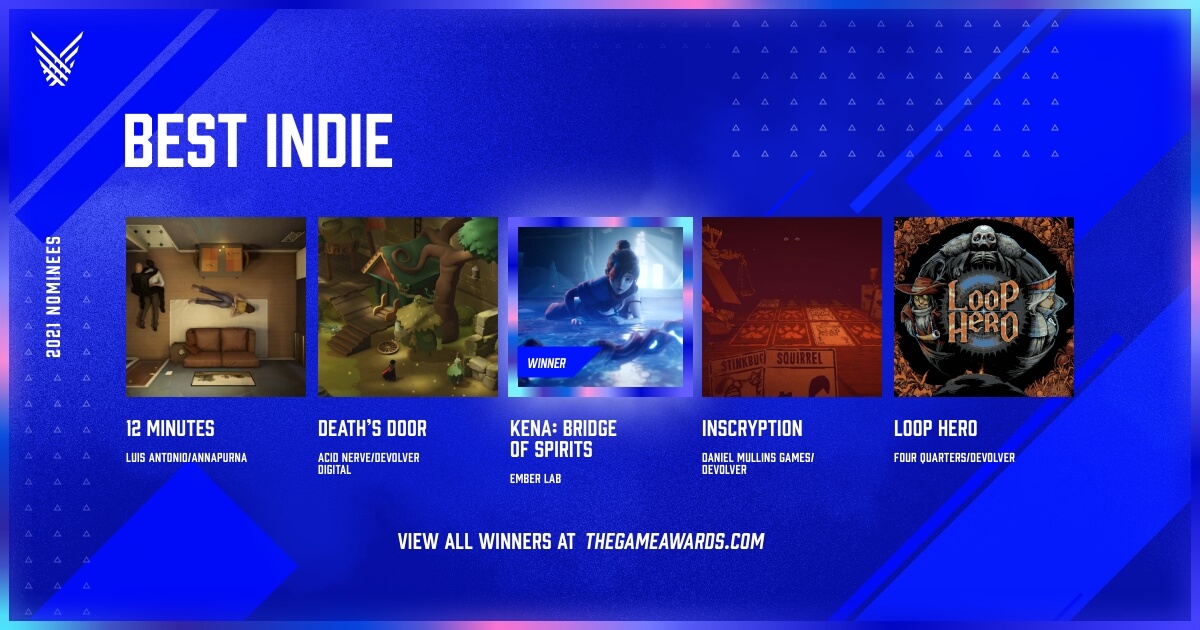 BEST INDIE
2021 NOMINEES
WINNER
STINKBUG
SQUIRREL
LOOP
HERO
12 MINUTES
LUIS ANTONIO/ANNAPURNA
DEATH'S DOOR
ACID NERVE/DEVOLVER
DIGITAL
KENA: BRIDGE
OF SPIRITS
EMBER LAB
INSCRYPTION
DANIEL MULLINS GAMES/
DEVOLVER
LOOP HERO
FOUR QUARTERS/DEVOLVER
VIEW ALL WINNERS AT THEGAMEAWARDS.COM